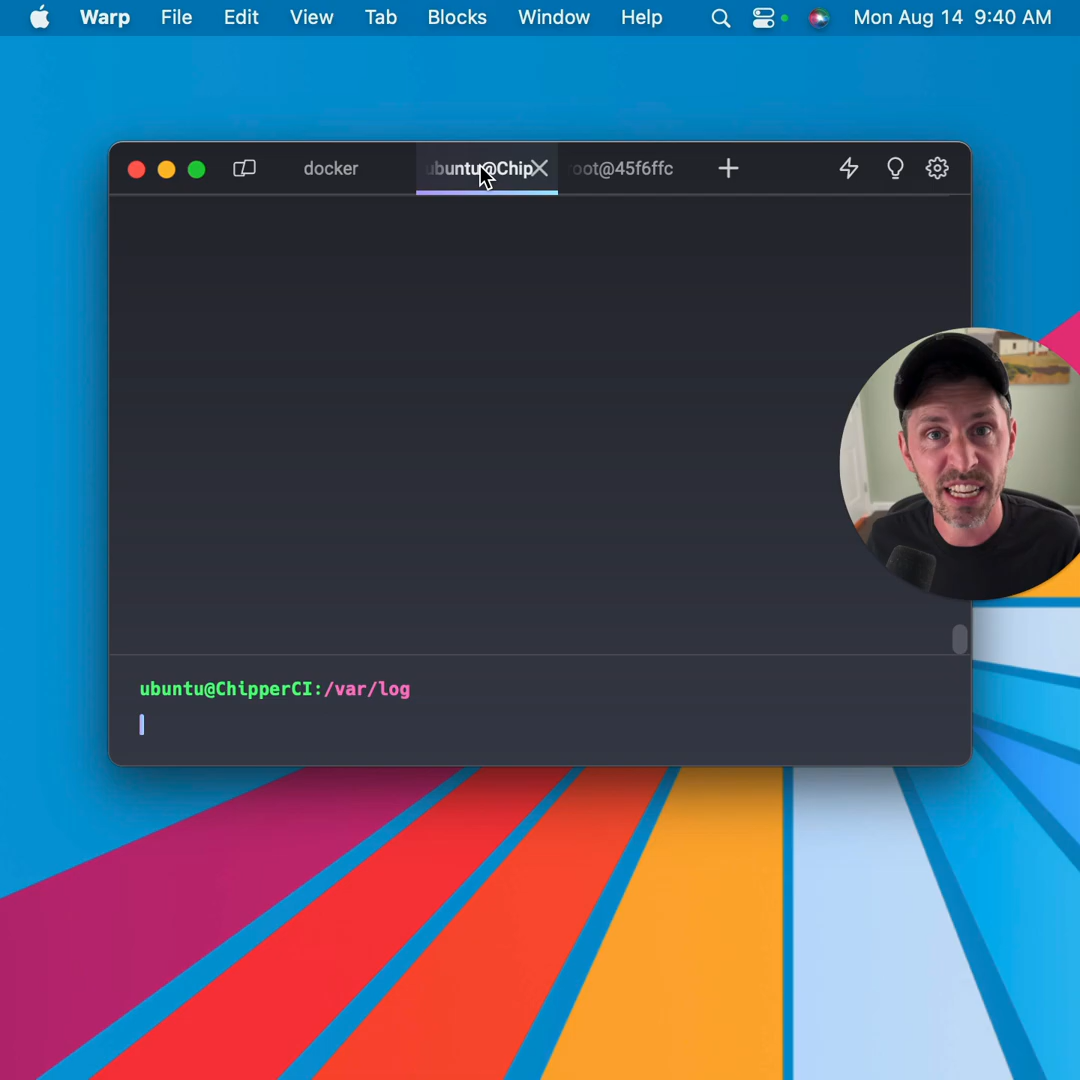 Warp File Edit View Tab Blocks Window Help Mon Aug 14 9:40 AM
docker ubuntu@Chip oot@45f6ffc
ubuntu@ChipperCI:/var/log